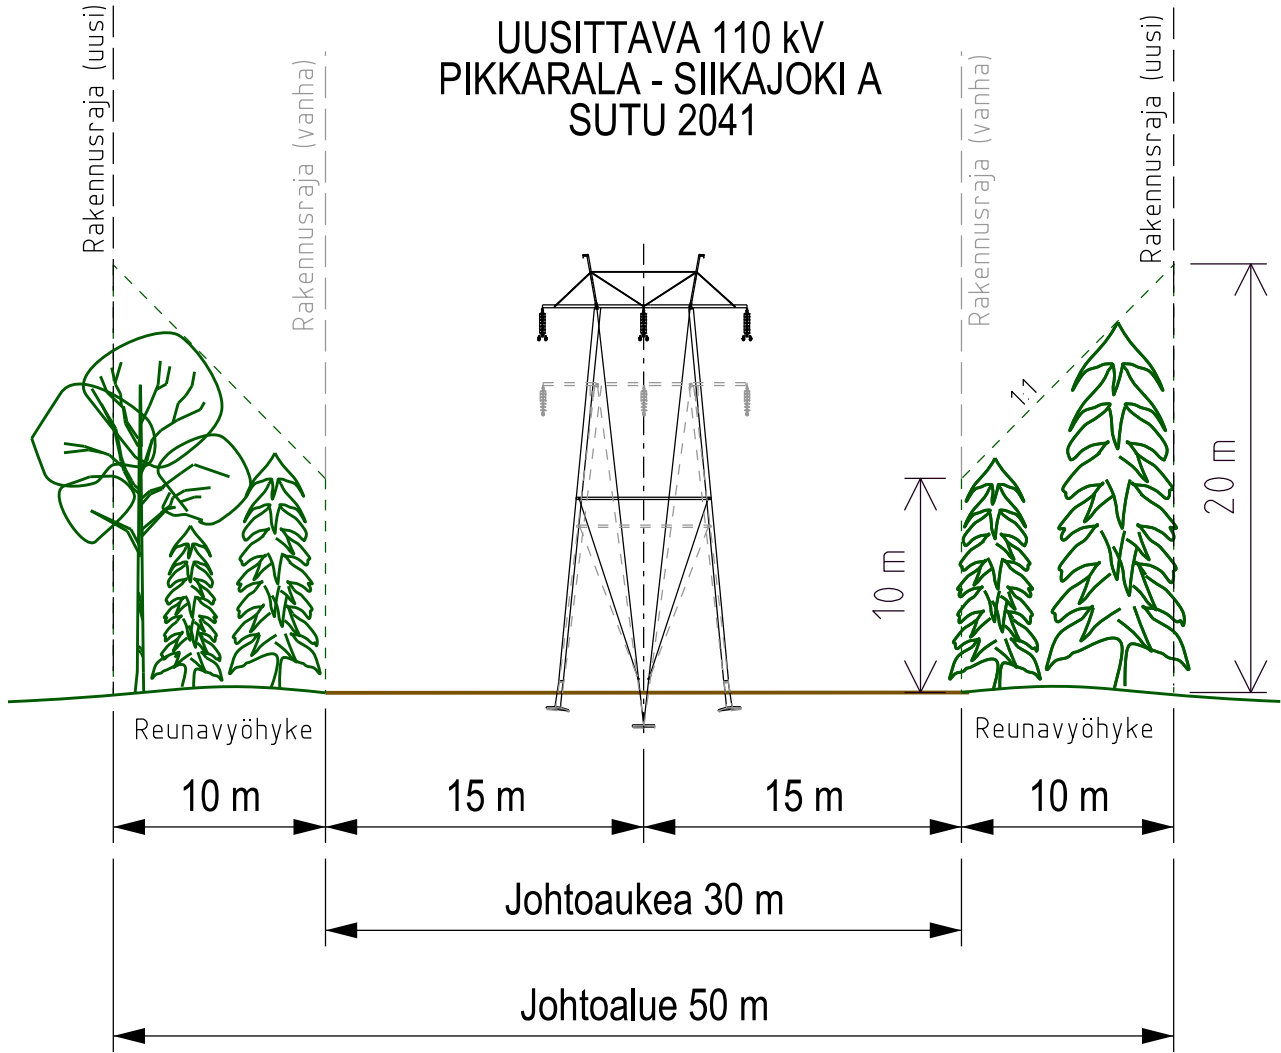 UUSITTAVA 110 kV
PIKKARALA - SIIKAJOKI A
SUTU 2041
Rakennusraja (uusi)
Rakennusraja (vanha)
Rakennusraja (vanha)
Rakennusraja (uusi)
1:1
10 m
20 m
Reunavyöhyke
Reunavyöhyke
10 m
15 m
15 m
10 m
Johtoaukea 30 m
Johtoalue 50 m